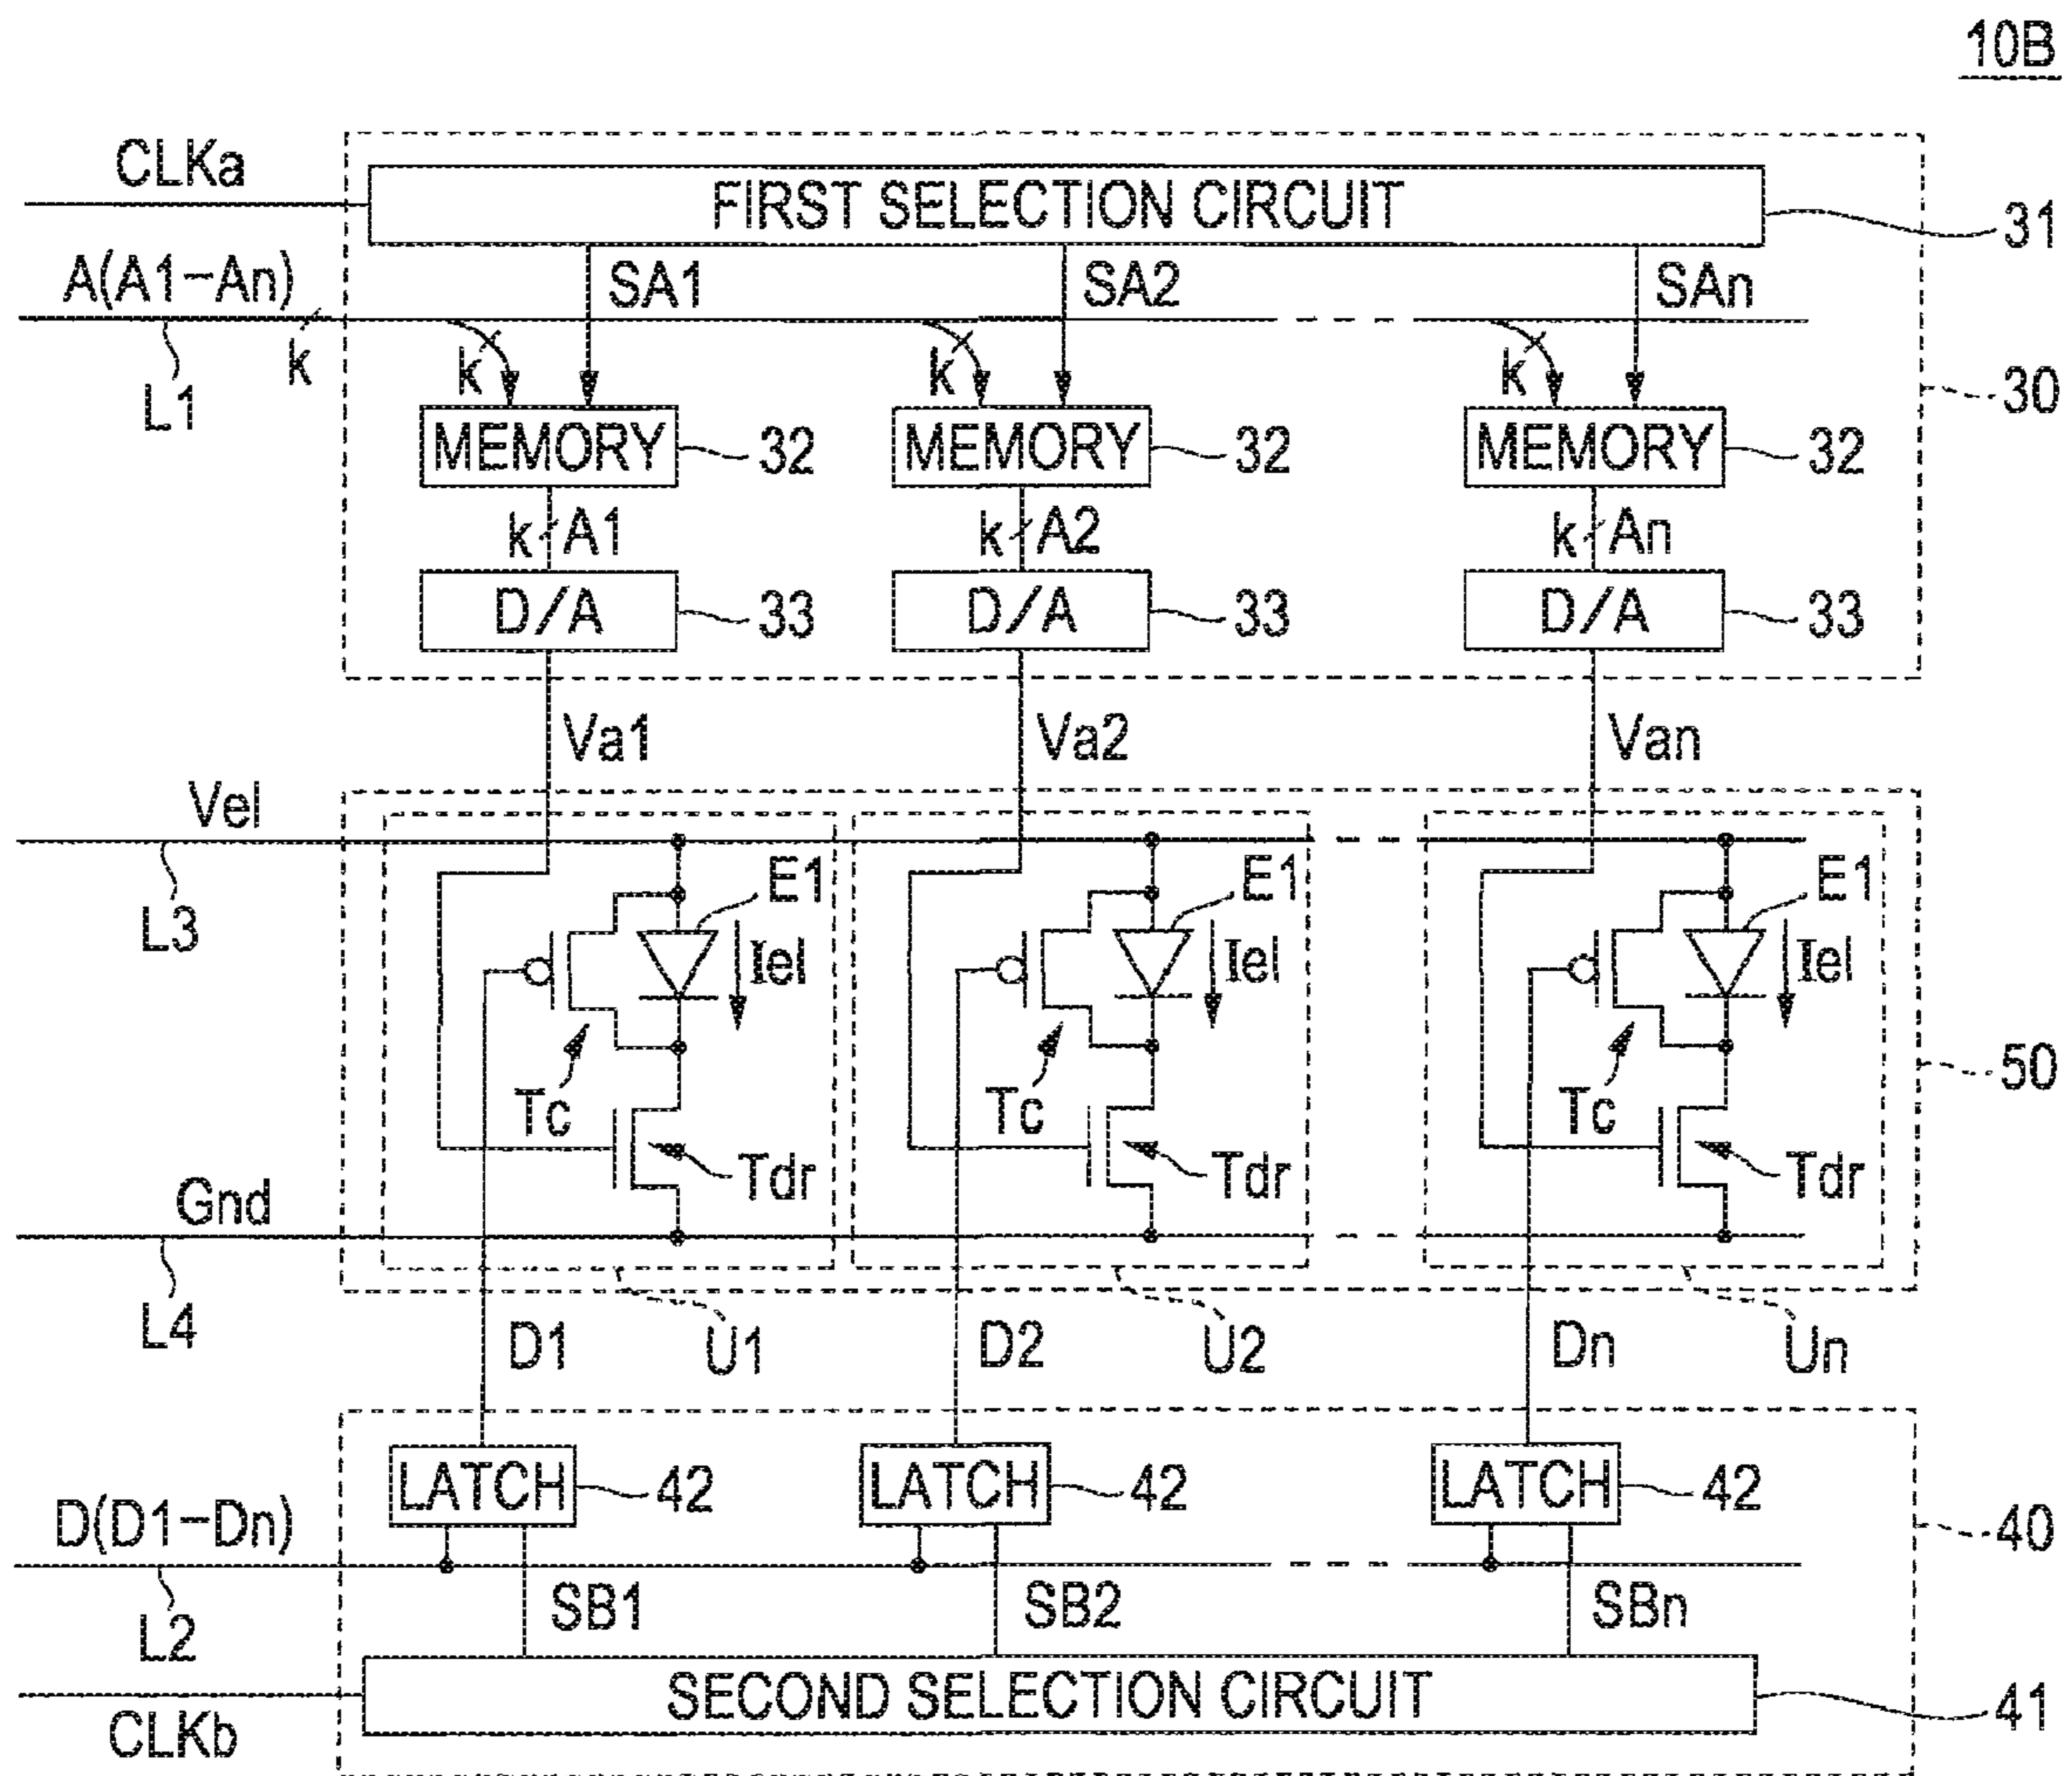 10B
CLKa
FIRST SELECTION CIRCUIT
31
A(A1-An)
SA1
SA2
SAn
k
k
k
k
L1
30
MEMORY
32
MEMORY
32
MEMORY
32
k
A1
k
A2
k
An
D/A
33
D/A
33
D/A
33
Va1
Va2
Van
Vel
E1
E1
E1
L3
Iel
Iel
Iel
50
Tc
Tc
Tc
Tdr
Tdr
Tdr
Gnd
L4
D1
U1
D2
U2
Dn
Un
LATCH
42
LATCH
42
LATCH
42
D(D1-Dn)
40
SB1
SB2
SBn
L2
SECOND SELECTION CIRCUIT
41
CLKb